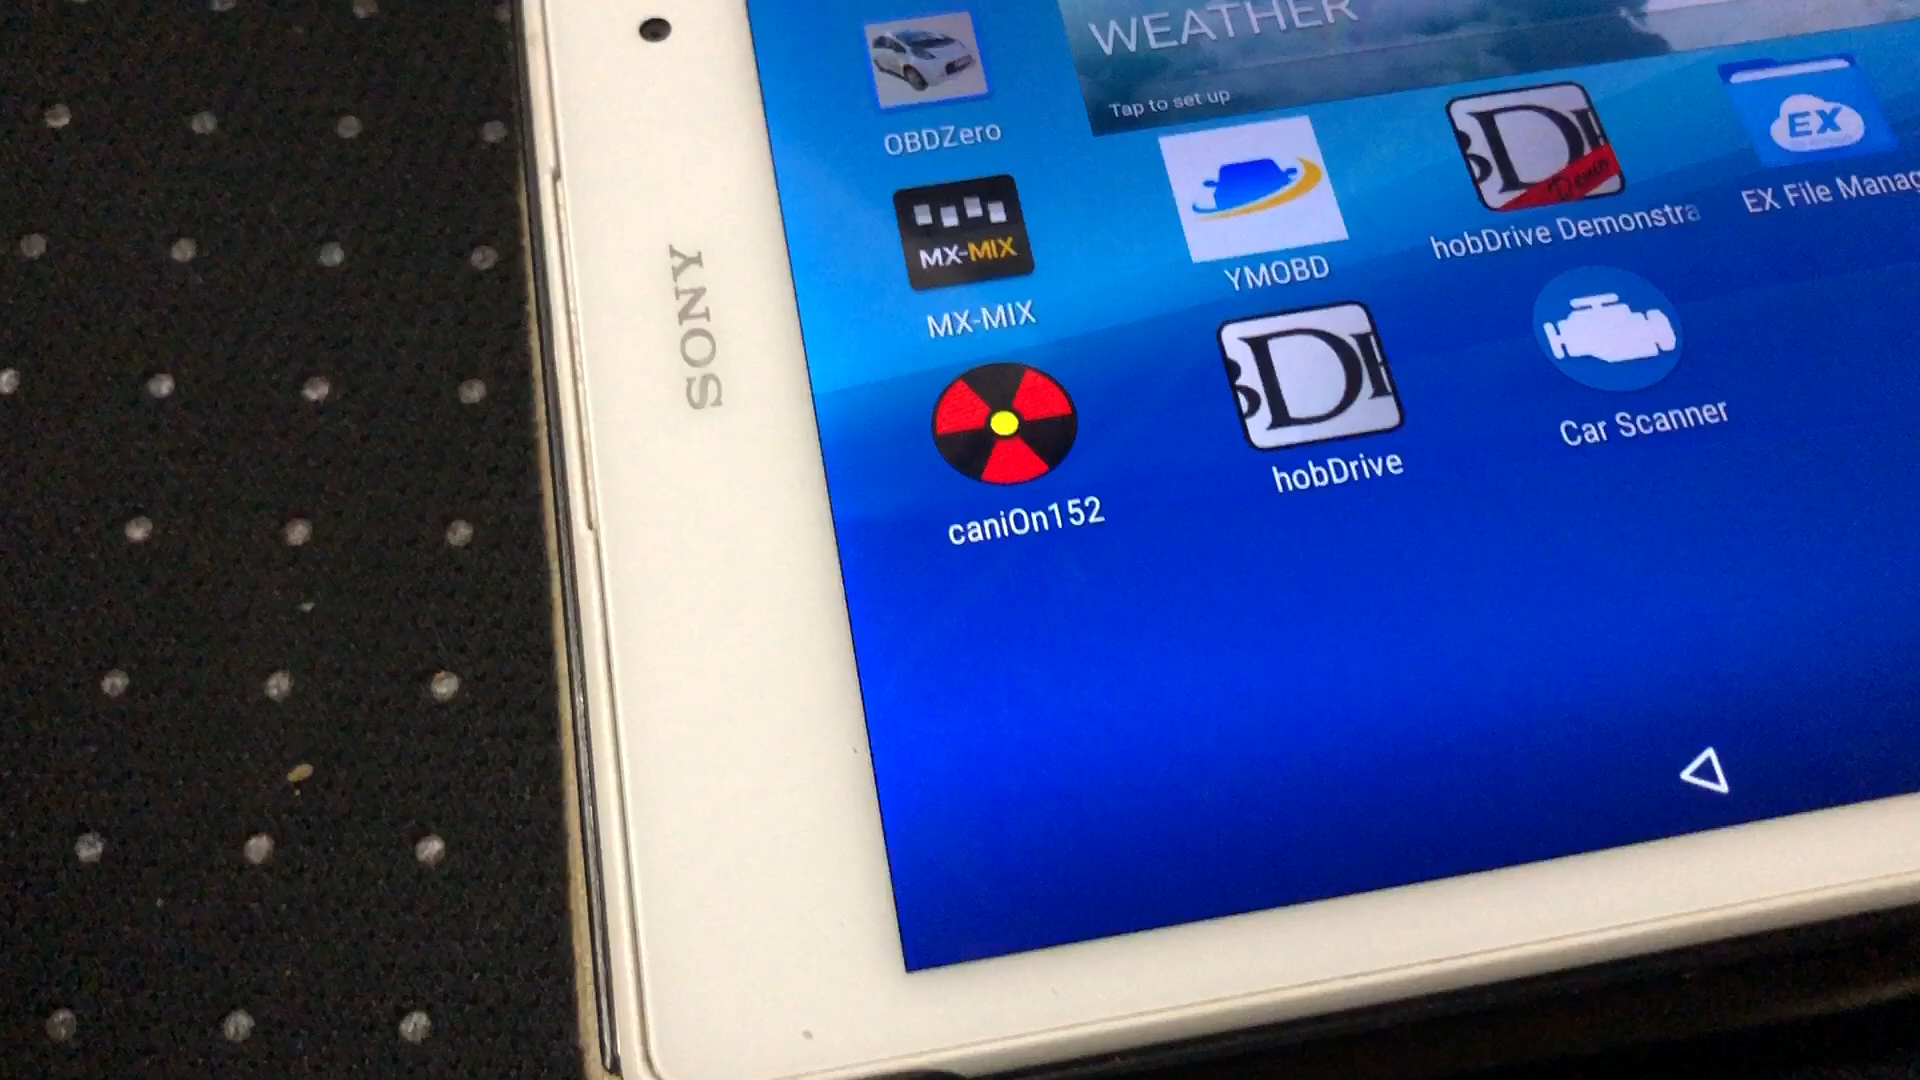 WEATHER
Tap to set up
OBDZero
EX
EX File Manag
hobDrive Demonstra
MX-MIX
YMOBD
MX-MIX
SONY
D
Car Scanner
hobDrive
caniOn152